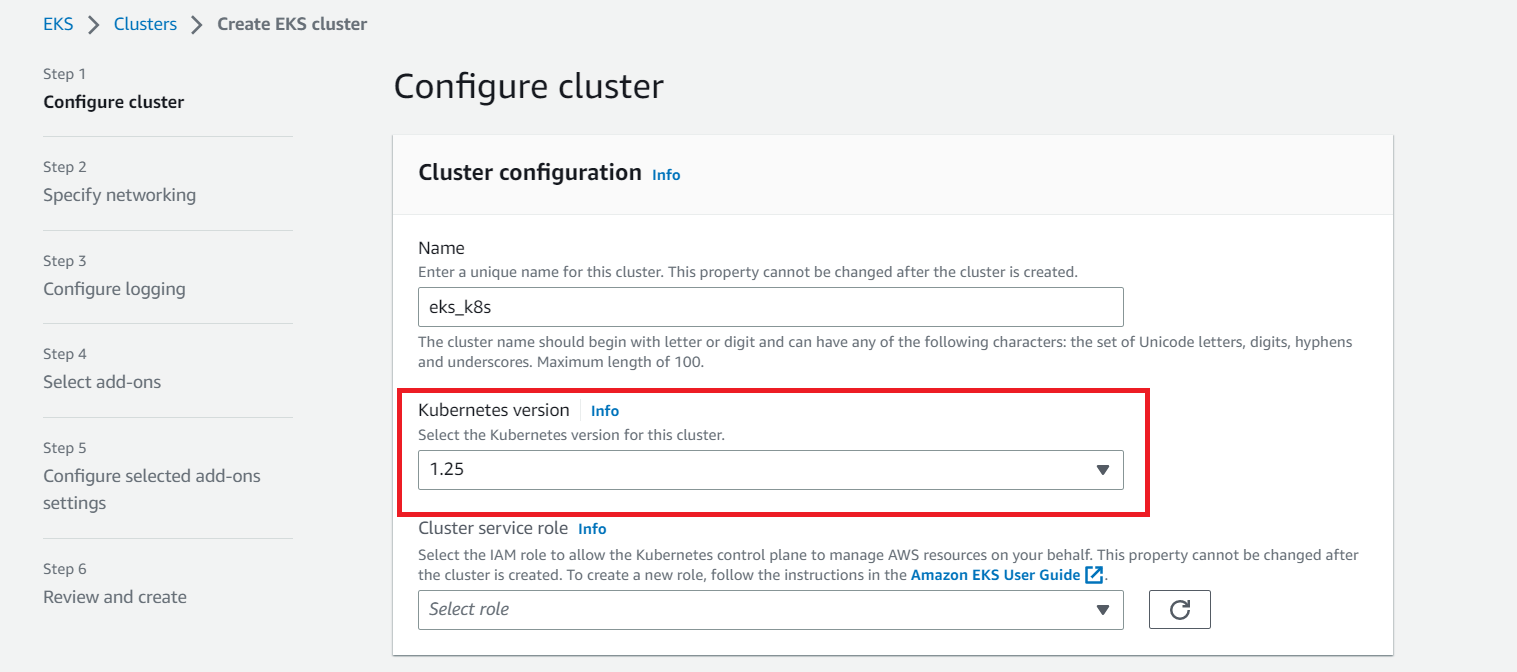 EKS > Clusters > Create EKS cluster
Step 1
Configure cluster
Step 2
Specify networking
Step 3
Configure logging
Step 4
Select add-ons
Step 5
Configure selected add-ons
settings
Step 6
Review and create
Configure cluster
Cluster configuration Info
Name
Enter a unique name for this cluster. This property cannot be changed after the cluster is created.
eks_k8s
The cluster name should begin with letter or digit and can have any of the following characters: the set of Unicode letters, digits, hyphens
and underscores. Maximum length of 100.
Kubernetes version Info
Select the Kubernetes version for this cluster.
1.25
Cluster service role Info
Select the IAM role to allow the Kubernetes control plane to manage AWS resources on your behalf. This property cannot be changed after
the cluster is created. To create a new role, follow the instructions in the Amazon EKS User Guide.
Select role